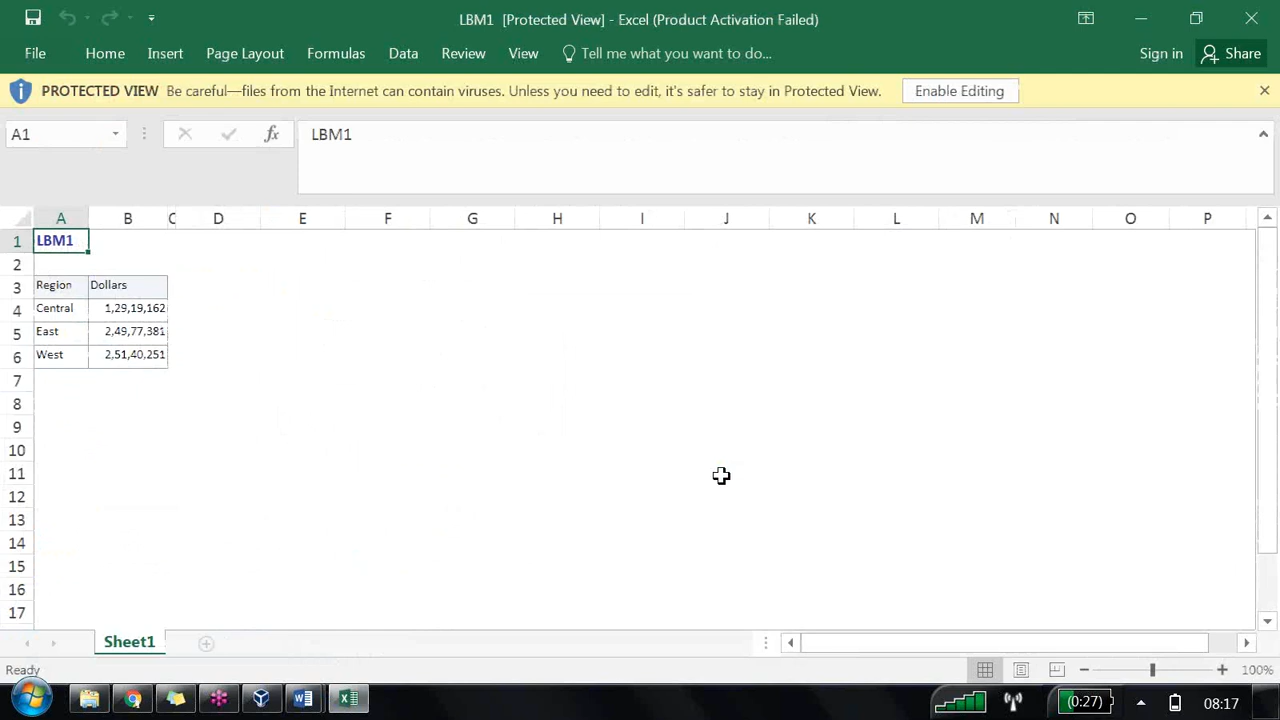 LBM1 [Protected View] - Excel (Product Activation Failed)
File Home Insert Page Layout Formulas Data Review View Tell me what you want to do... Sign in Share
PROTECTED VIEW Be careful—files from the Internet can contain viruses. Unless you need to edit, it's safer to stay in Protected View. Enable Editing
A1 fx LBM1
A B C D E F G H I J K L M N O P
1 LBM1
2
3 Region Dollars
4 Central 1,29,19,162
5 East 2,49,77,381
6 West 2,51,40,251
7
8
9
10
11
12
13
14
15
16
17
Sheet1
Ready 100%
(0:27) 08:17